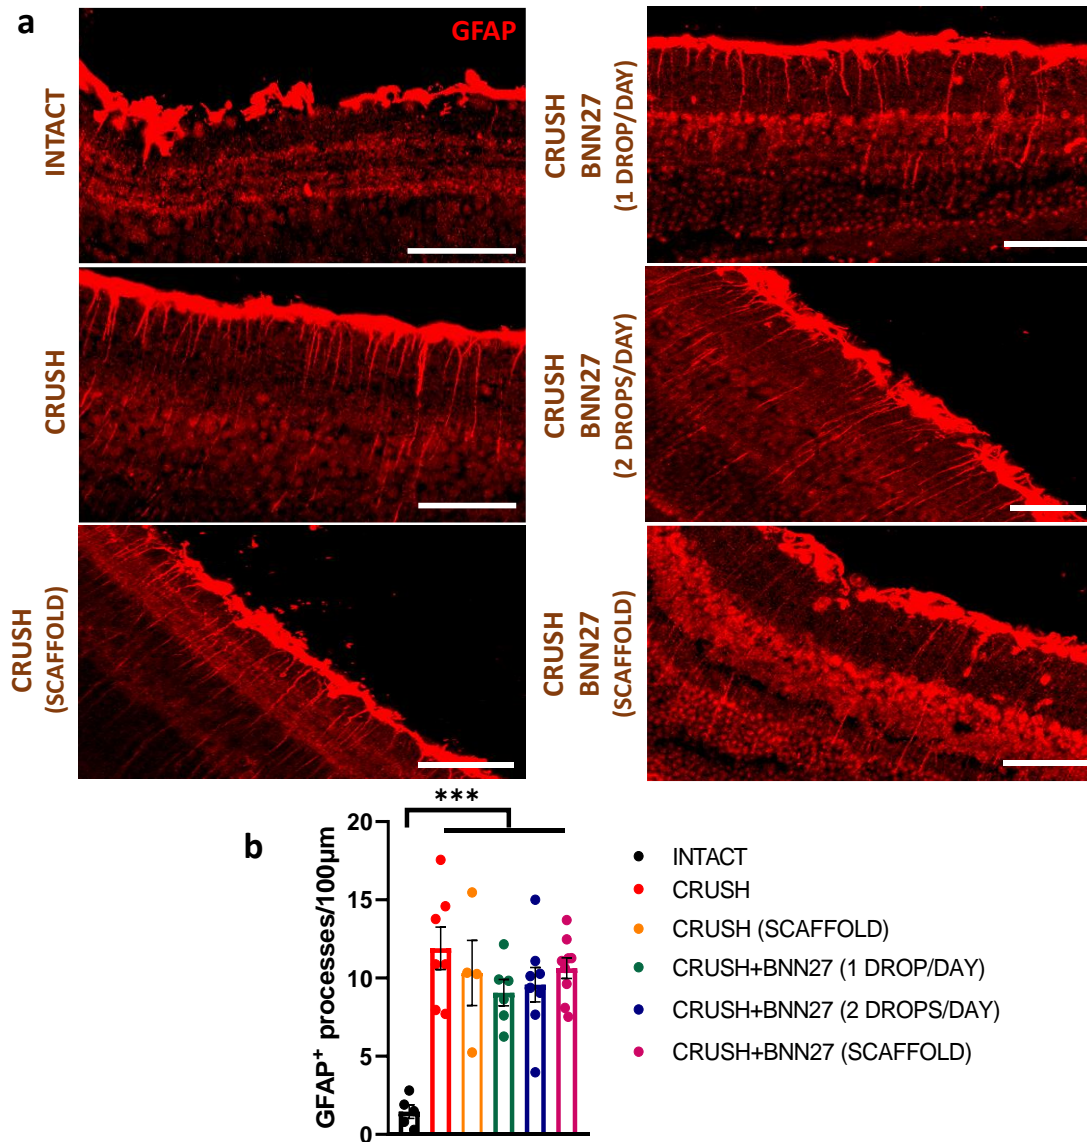 a
GFAP
INTACT
CRUSH
BNN27
(1 DROP/DAY)
CRUSH
CRUSH
BNN27
(2 DROPS/DAY)
CRUSH
(SCAFFOLD)
CRUSH
BNN27
(SCAFFOLD)
b
***
GFAP⁺ processes/100µm
20
15
10
5
0
INTACT
CRUSH
CRUSH (SCAFFOLD)
CRUSH+BNN27 (1 DROP/DAY)
CRUSH+BNN27 (2 DROPS/DAY)
CRUSH+BNN27 (SCAFFOLD)